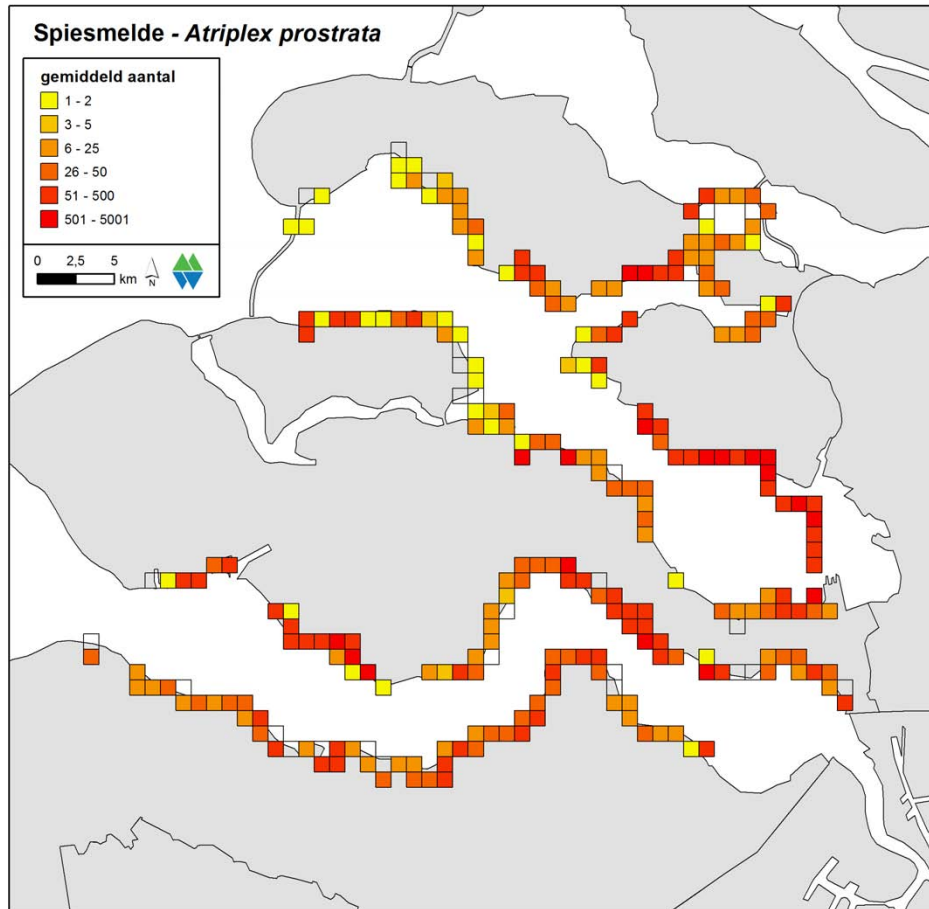 Spiesmelde - Atriplex prostrata
gemiddeld aantal
1 - 2
3 - 5
6 - 25
26 - 50
51 - 500
501 - 5001
0 2,5 5
km
N